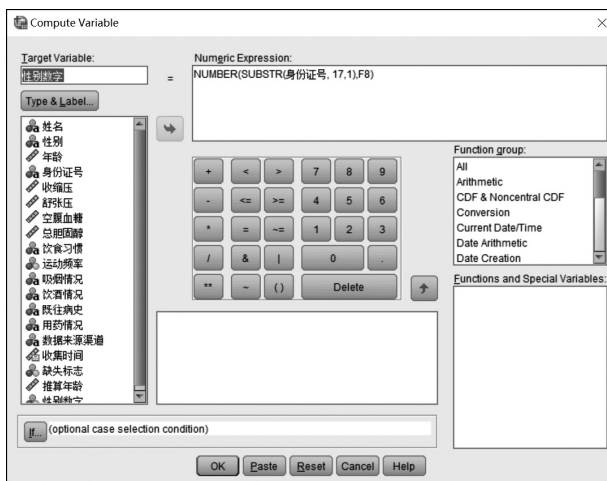 Compute Variable
Target Variable:
性别数字
=
Numeric Expression:
NUMBER(SUBSTR(身份证号, 17,1),F8)
Type & Label...
姓名
性别
年龄
身份证号
收缩压
舒张压
空腹血糖
总胆固醇
饮食习惯
运动频率
吸烟情况
饮酒情况
既往病史
用药情况
数据来源渠道
收集时间
缺失标志
推算年龄
性别数字
+ < > 7 8 9
- <= >= 4 5 6
* = ~= 1 2 3
/ & | 0 .
** ~ ( ) Delete
Function group:
All
Arithmetic
CDF & Noncentral CDF
Conversion
Current Date/Time
Date Arithmetic
Date Creation
Functions and Special Variables:
If... (optional case selection condition)
OK Paste Reset Cancel Help